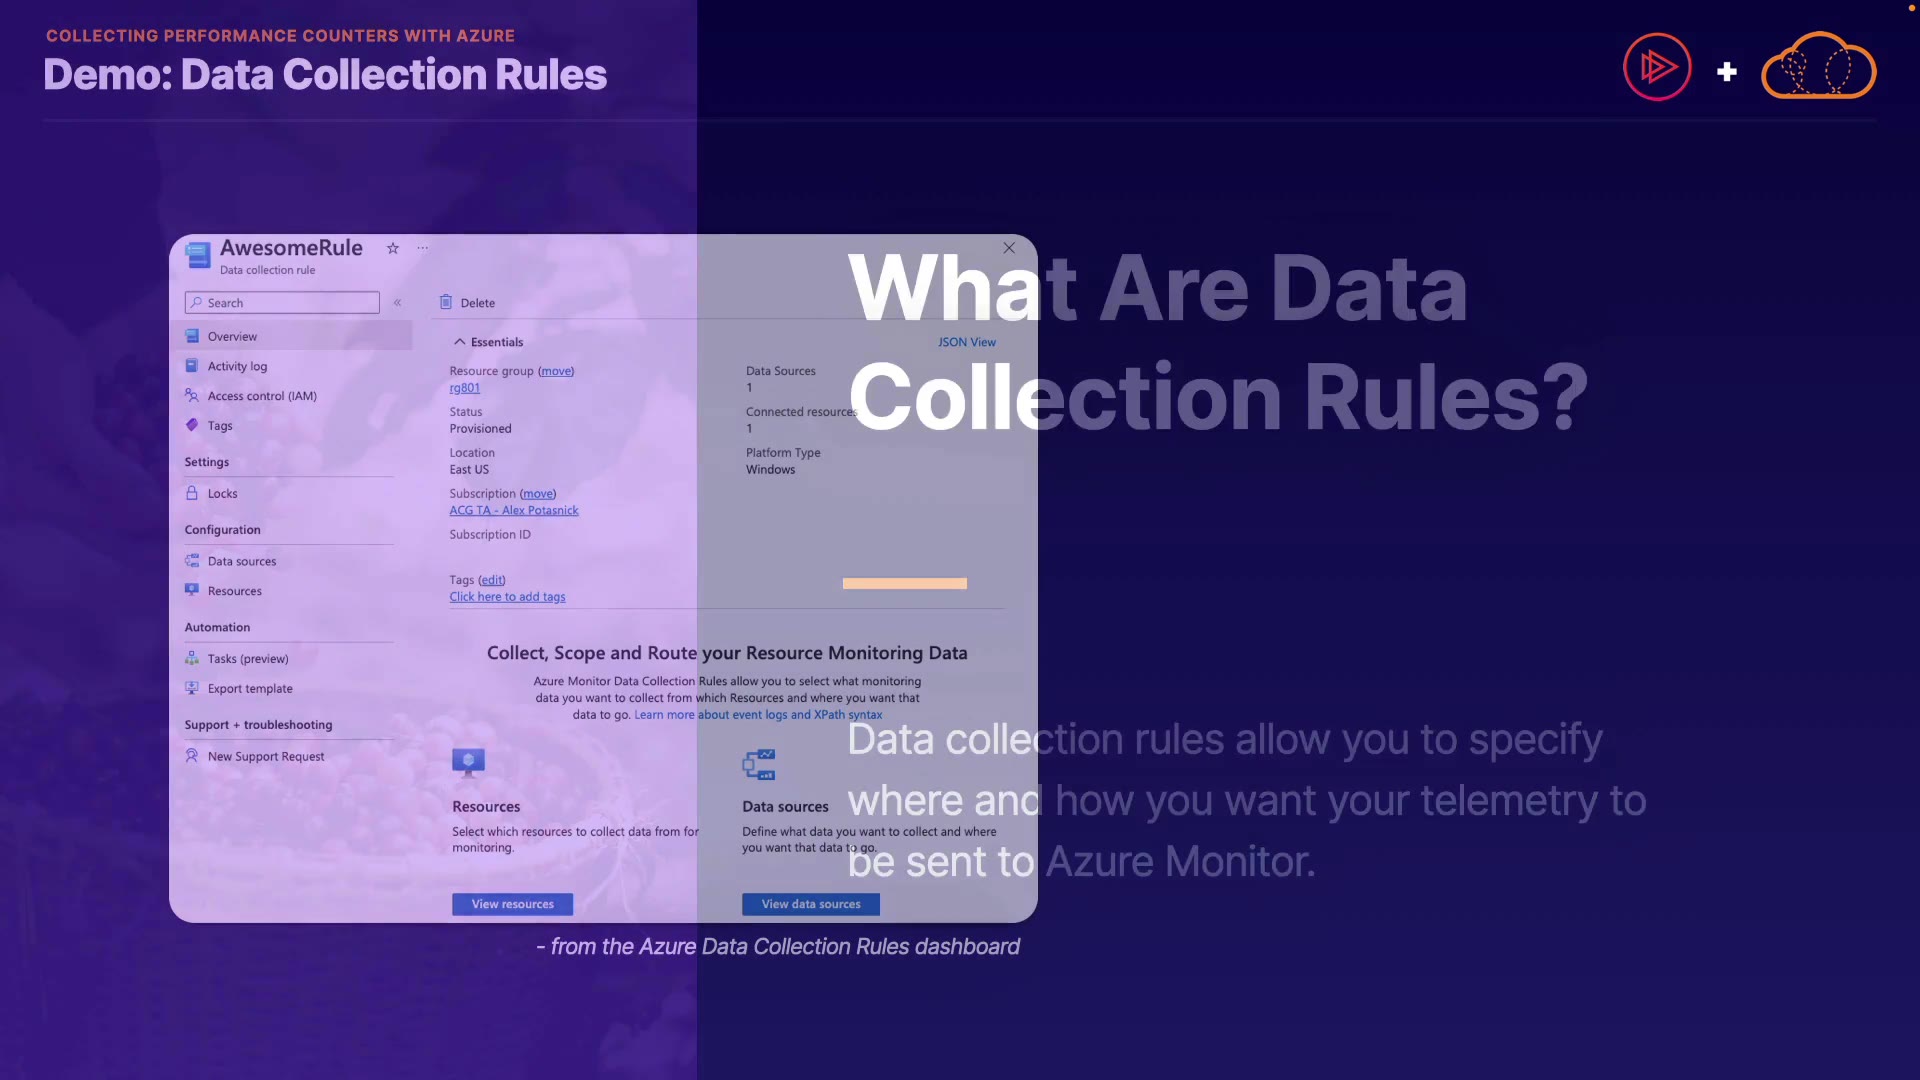 COLLECTING PERFORMANCE COUNTERS WITH AZURE
Demo: Data Collection Rules
AwesomeRule
Data collection rule
Search
Delete
Overview
Activity log
Access control (IAM)
Tags
Settings
Locks
Configuration
Data sources
Resources
Automation
Tasks (preview)
Export template
Support + troubleshooting
New Support Request
Essentials
JSON View
Resource group (move)
rg801
Status
Provisioned
Location
East US
Subscription (move)
ACG TA - Alex Potasnick
Subscription ID
Tags (edit)
Click here to add tags
Data Sources
1
Connected resources
1
Platform Type
Windows
Collect, Scope and Route your Resource Monitoring Data
Azure Monitor Data Collection Rules allow you to select what monitoring
data you want to collect from which Resources and where you want that
data to go. Learn more about event logs and XPath syntax
Resources
Select which resources to collect data from for
monitoring.
View resources
Data sources
Define what data you want to collect and where
you want that data to go.
View data sources
- from the Azure Data Collection Rules dashboard
What Are Data
Collection Rules?
Data collection rules allow you to specify
where and how you want your telemetry to
be sent to Azure Monitor.